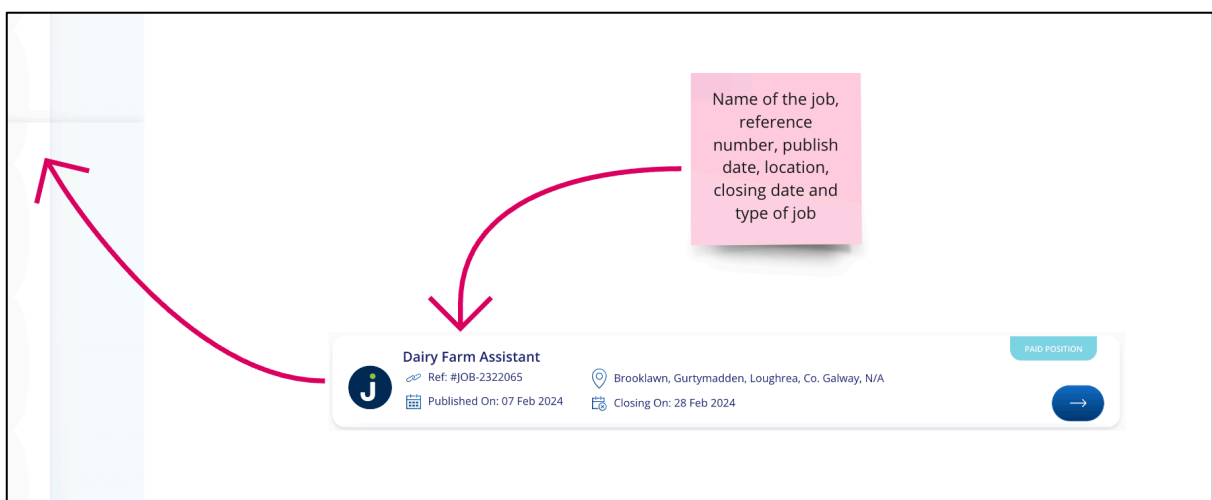 Name of the job,
reference
number, publish
date, location,
closing date and
type of job
PAID POSITION
Dairy Farm Assistant
j
Ref: #JOB-2322065
Brooklawn, Gurtymadden, Loughrea, Co. Galway, N/A
Published On: 07 Feb 2024
Closing On: 28 Feb 2024